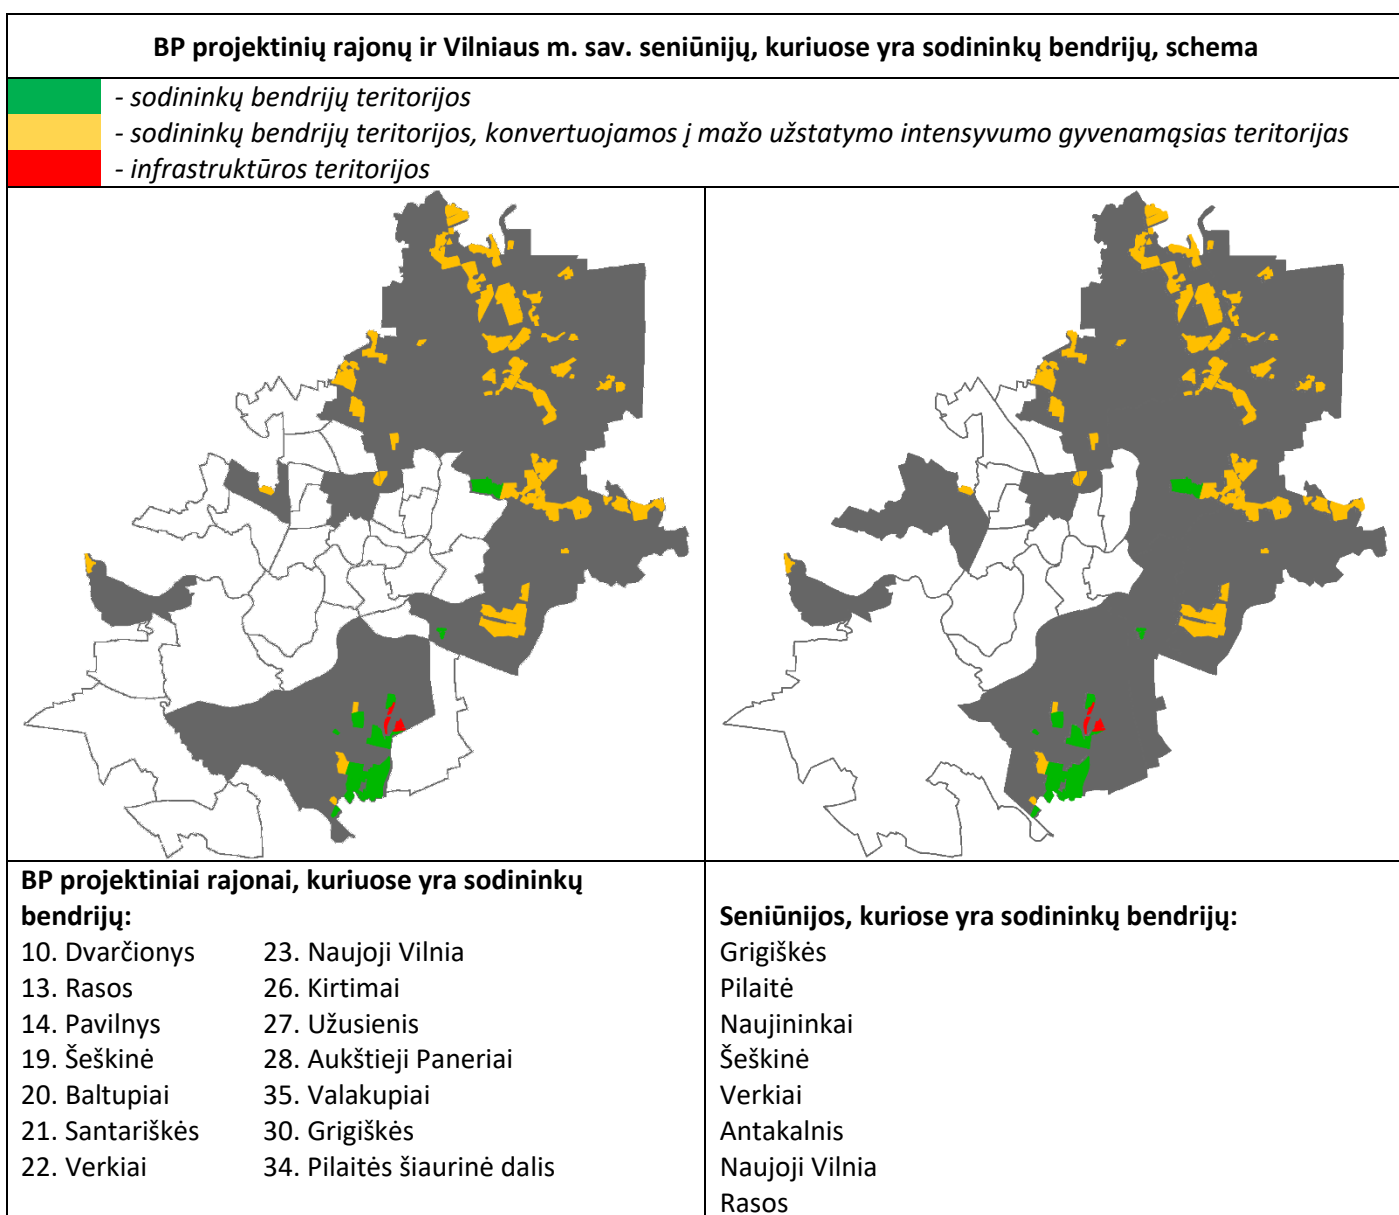 BP projektinių rajonų ir Vilniaus m. sav. seniūnijų, kuriuose yra sodininkų bendrijų, schema
- sodininkų bendrijų teritorijos
- sodininkų bendrijų teritorijos, konvertuojamos į mažo užstatymo intensyvumo gyvenamąsias teritorijas
- infrastruktūros teritorijos
BP projektiniai rajonai, kuriuose yra sodininkų
bendrijų:
10. Dvarčionys
13. Rasos
14. Pavilnys
19. Šeškinė
20. Baltupiai
21. Santariškės
22. Verkiai
23. Naujoji Vilnia
26. Kirtimai
27. Užusienis
28. Aukštieji Paneriai
35. Valakupiai
30. Grigiškės
34. Pilaitės šiaurinė dalis
Seniūnijos, kuriose yra sodininkų bendrijų:
Grigiškės
Pilaitė
Naujininkai
Šeškinė
Verkiai
Antakalnis
Naujoji Vilnia
Rasos